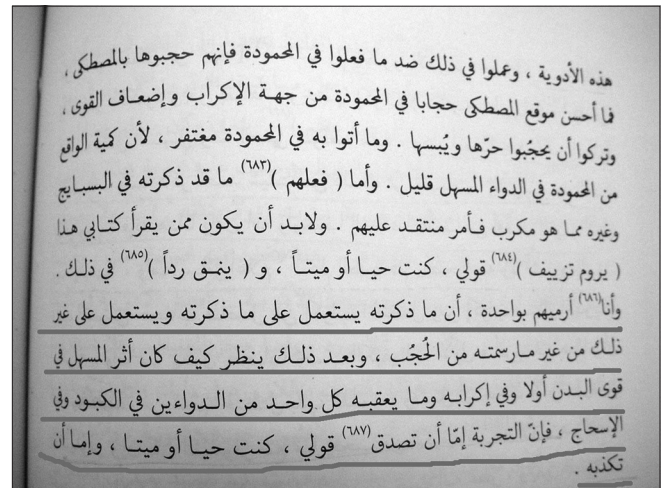 هذه الأدوية ، وعملوا في ذلك ضد ما فعلوا في المحمودة فإنهم حجبوها بالمصطكى ،
فما أحسن موقع المصطكى حجابا في المحمودة من جهة الإكراب وإضعاف القوى ،
وتركوا أن يحجُبوا حرّها ويُبسها . وما أتوا به في المحمودة مغتفر ، لأن كمية الواقع
من المحمودة في الدواء المسهل قليل . وأما ( فعلهم )(٦٨٣) ما قد ذكرته في البسبايج
وغيره مما هو مكرب فأمر منتقد عليهم . ولابد أن يكون ممن يقرأ كتابي هذا
( يروم تزييف )(٦٨٤) قولي ، كنت حيا أو ميتاً ، و ( ينمق رداً )(٦٨٥) في ذلك .
وأنا(٦٨٦) أرميهم بواحدة ، أن ما ذكرته يستعمل على ما ذكرته ويستعمل على غير
ذلك من غير مارسمته من الحُجُب ، وبعد ذلك ينظر كيف كان أثر المسهل في
قوى البدن أولا وفي إكرابه وما يعقبه كل واحد من الدواءين في الكبود وفي
الإسحاج ، فإنّ التجربة إمّا أن تصدق(٦٨٧) قولي ، كنت حيا أو ميتا ، وإما أن
تكذبه .